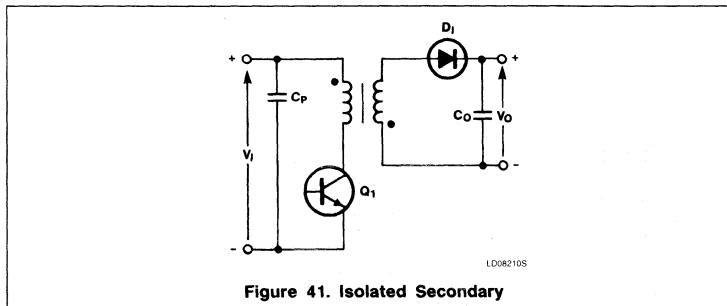 D₁
+
+
Cₚ
Cₒ
Vₒ
Vᵢ
-
Q₁
-
LD08210S
Figure 41. Isolated Secondary